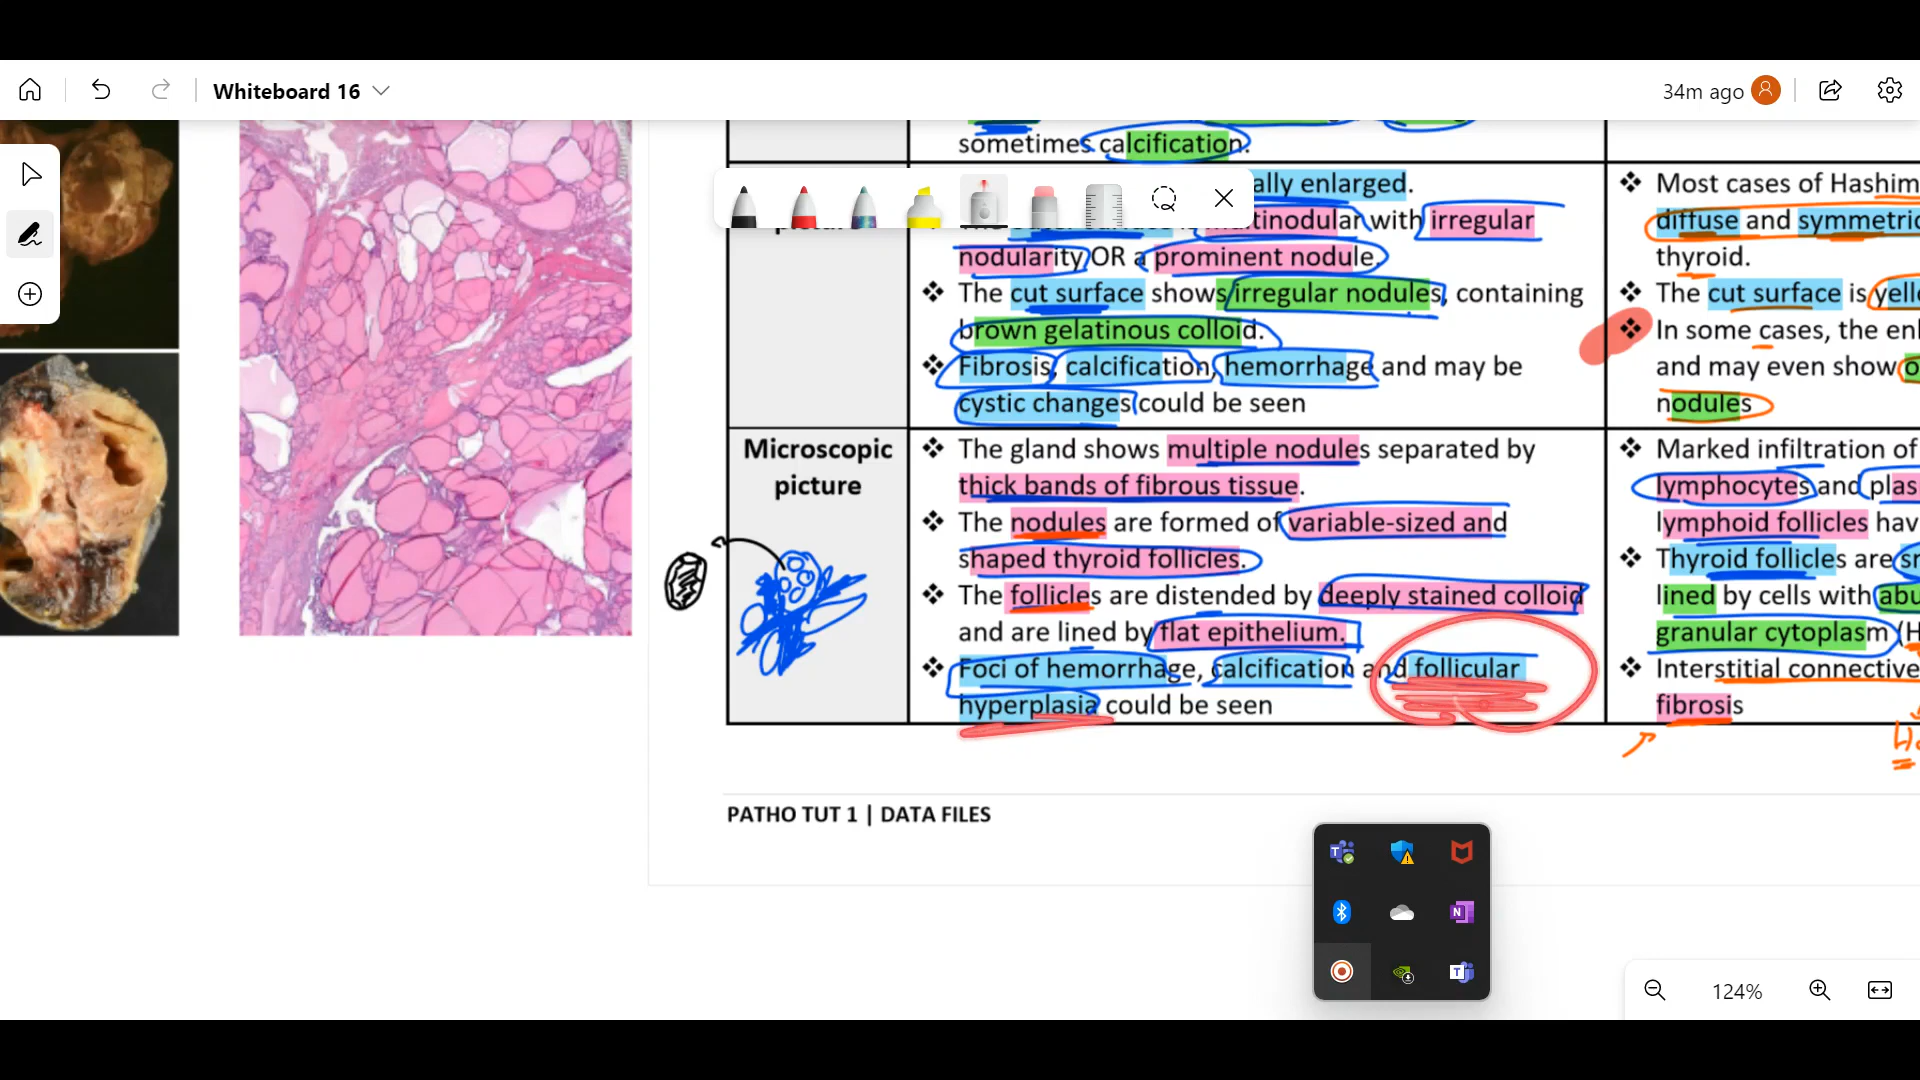 Whiteboard 16
34m ago
sometimes calcification.
ally enlarged.
with irregular
nodularity OR a prominent nodule.
❖ The cut surface shows irregular nodules, containing
brown gelatinous colloid.
❖ Fibrosis, calcification, hemorrhage and may be
cystic changes could be seen
Microscopic
picture
❖ The gland shows multiple nodules separated by
thick bands of fibrous tissue.
❖ The nodules are formed of variable-sized and
shaped thyroid follicles.
❖ The follicles are distended by deeply stained colloid
and are lined by flat epithelium.
❖ Foci of hemorrhage, calcification and follicular
hyperplasia could be seen
❖ Most cases of Hashim
diffuse and symmetric
thyroid.
❖ The cut surface is yell
❖ In some cases, the enl
and may even show o
nodules
❖ Marked infiltration of
lymphocytes and plas
lymphoid follicles hav
❖ Thyroid follicles are sm
lined by cells with abu
granular cytoplasm (H
❖ Interstitial connective
fibrosis
PATHO TUT 1 | DATA FILES
124%